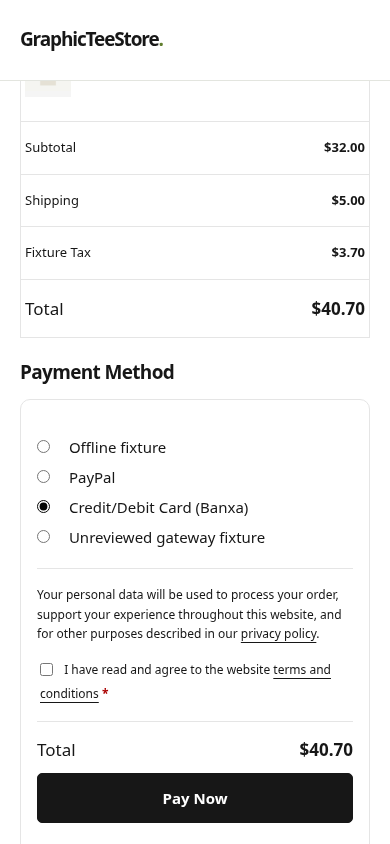 GraphicTeeStore.
Subtotal $32.00
Shipping $5.00
Fixture Tax $3.70
Total $40.70
Payment Method
Offline fixture
PayPal
Credit/Debit Card (Banxa)
Unreviewed gateway fixture
Your personal data will be used to process your order,
support your experience throughout this website, and
for other purposes described in our privacy policy.
I have read and agree to the website terms and
conditions *
Total $40.70
Pay Now